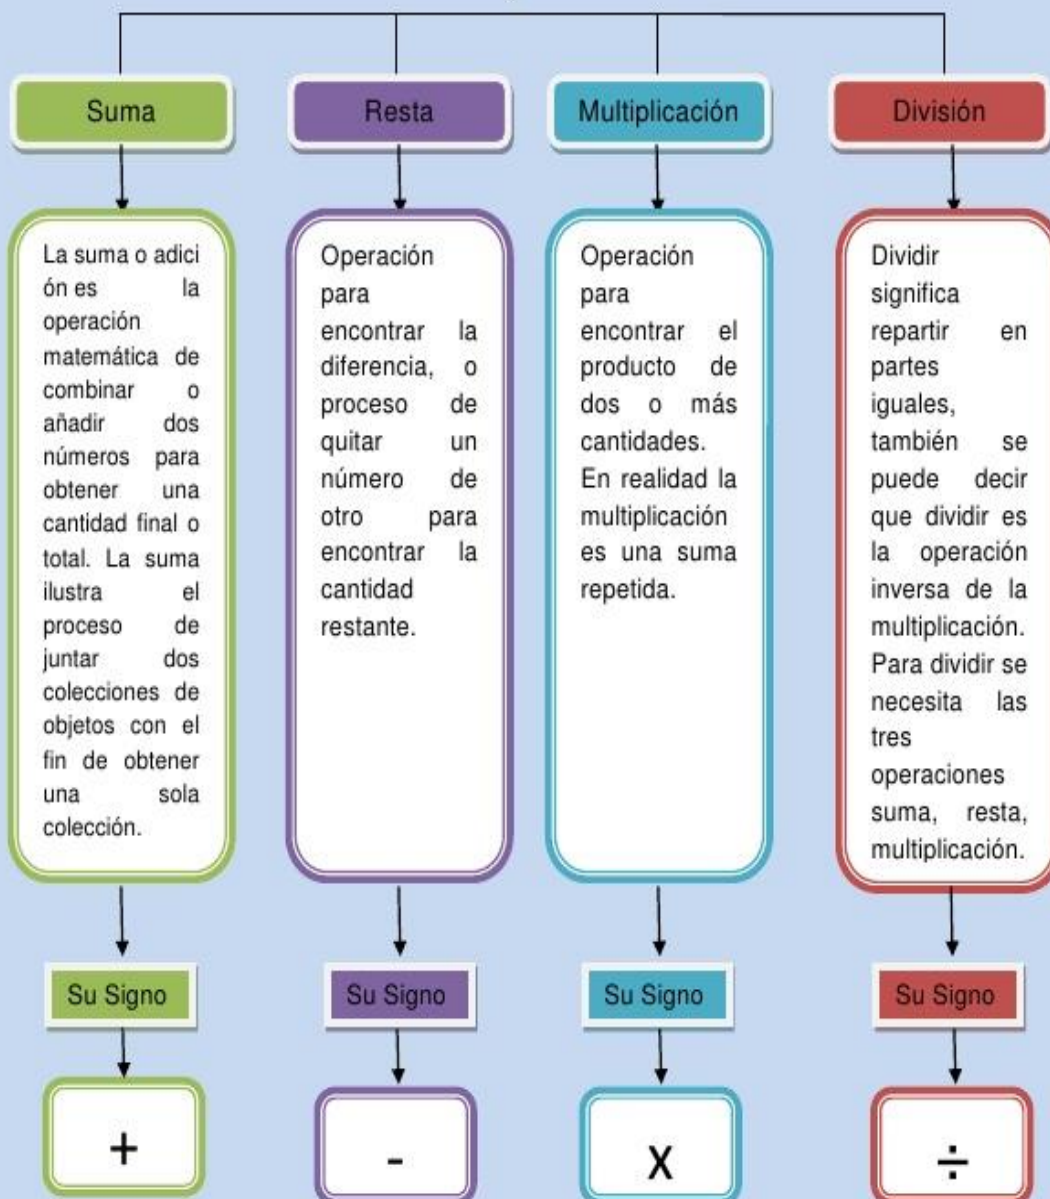 Suma
Resta
Multiplicación
División
La suma o adici
ón es la
operación
matemática de
combinar o
añadir dos
números para
obtener una
cantidad final o
total. La suma
ilustra el
proceso de
juntar dos
colecciones de
objetos con el
fin de obtener
una sola
colección.
Operación
para
encontrar la
diferencia, o
proceso de
quitar un
número de
otro para
encontrar la
cantidad
restante.
Operación
para
encontrar el
producto de
dos o más
cantidades.
En realidad la
multiplicación
es una suma
repetida.
Dividir
significa
repartir en
partes
iguales,
también se
puede decir
que dividir es
la operación
inversa de la
multiplicación.
Para dividir se
necesita las
tres
operaciones
suma, resta,
multiplicación.
Su Signo
Su Signo
Su Signo
Su Signo
+
-
x
÷